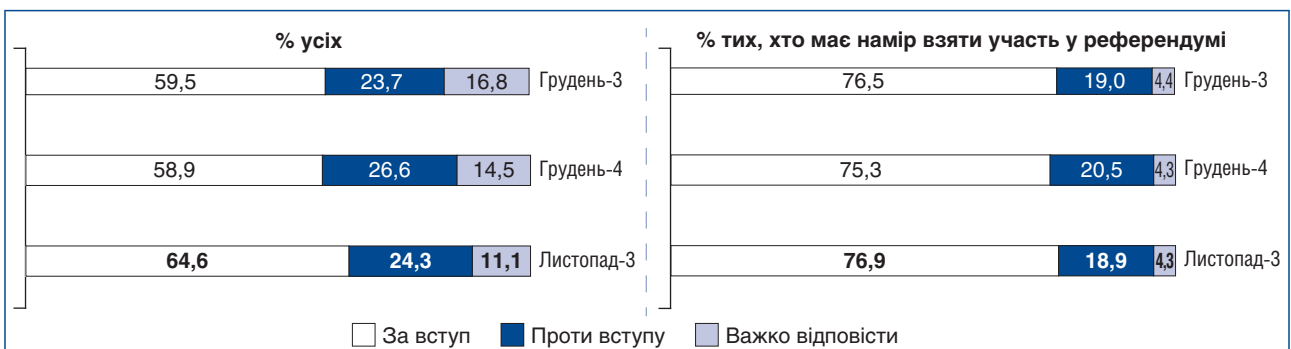 % усіх
59,5 23,7 16,8 Грудень-3
58,9 26,6 14,5 Грудень-4
64,6 24,3 11,1 Листопад-3
% тих, хто має намір взяти участь у референдумі
76,5 19,0 4,4 Грудень-3
75,3 20,5 4,3 Грудень-4
76,9 18,9 4,3 Листопад-3
За вступ Проти вступу Важко відповісти